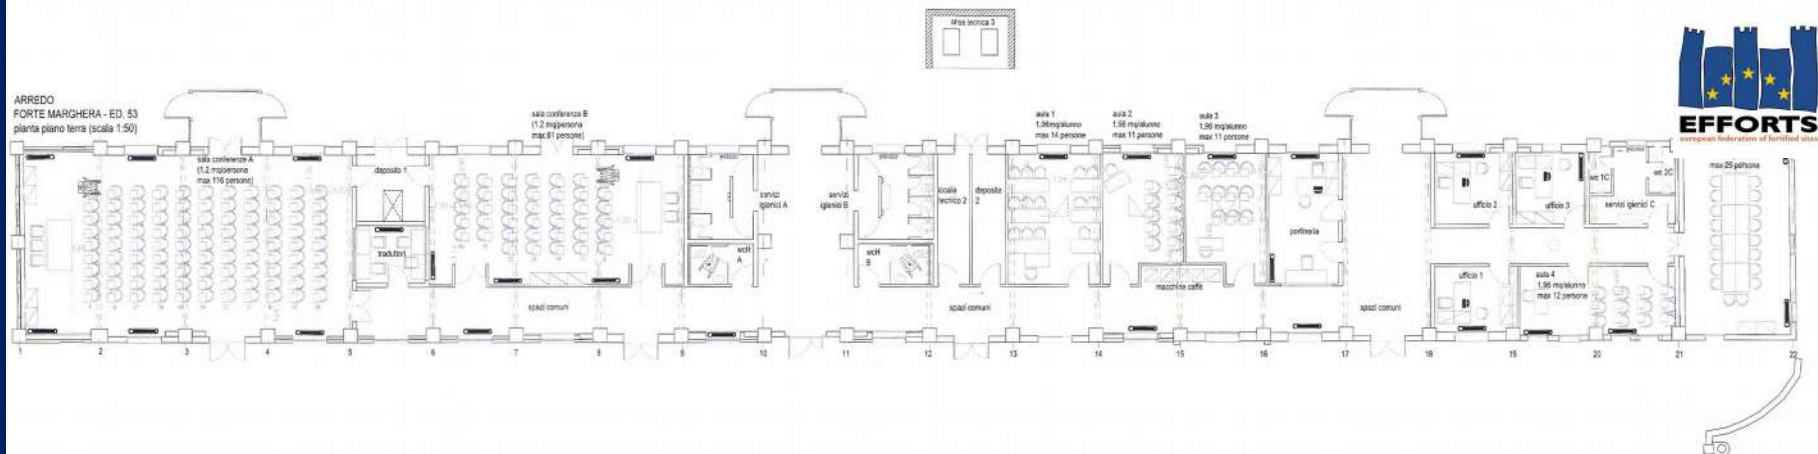 area tecnica 3
EFFORTS
european federation of fortified sites
ARREDO
FORTE MARGHERA - ED. 53
pianta piano terra (scala 1:50)
sala conferenze A
(1.2 mq/persona
max 116 persone)
deposito 1
traduttori
sala conferenze B
(1.2 mq/persona
max 61 persone)
servizi
igienici A
wcH
A
servizi
igienici B
wcH
B
locale
tecnico 2
deposito
2
aula 1
1,96mq/alunno
max 14 persone
aula 2
1,96 mq/alunno
max 11 persone
aula 3
1,96 mq/alunno
max 11 persone
macchine caffè
portineria
ufficio 2
ufficio 3
wc 1C
wc 2C
servizi igienici C
ufficio 1
aula 4
1,96 mq/alunno
max 12 persone
max 25 persone
spazi comuni
spazi comuni
spazi comuni
1 2 3 4 5 6 7 8 9 10 11 12 13 14 15 16 17 18 19 20 21 22